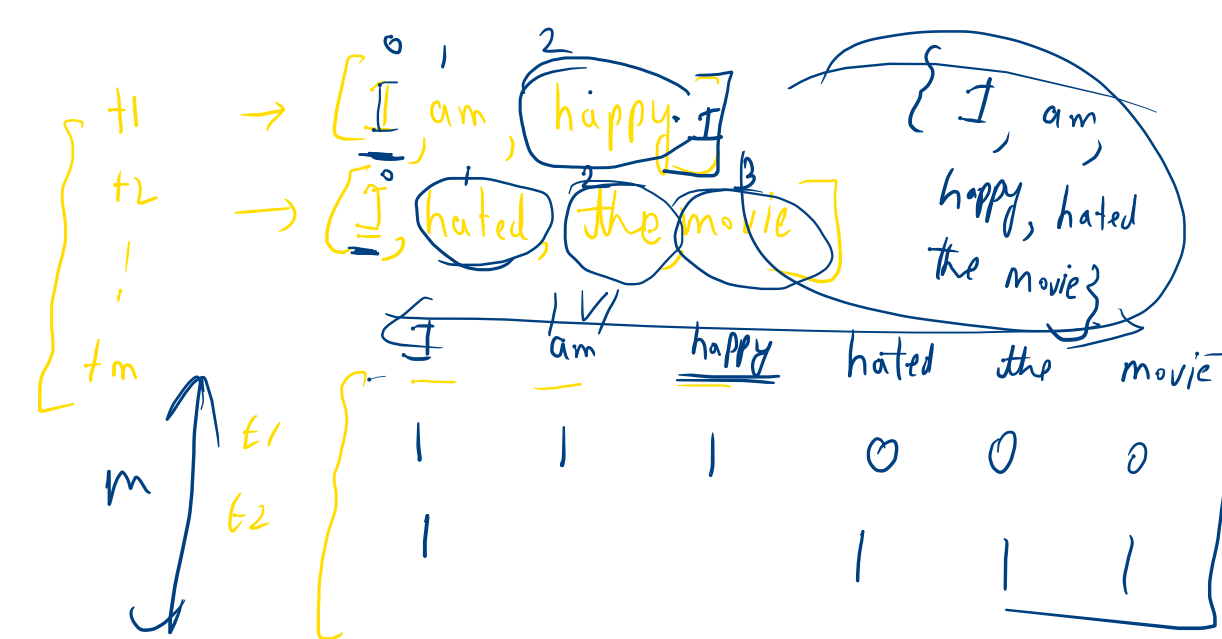 0 1 2
t1 → [I, am, happy. I]
0 1 2 3
t2 → [I, hated, the movie]
tm
{ I, am,
happy, hated
the movie}
|V|
I am happy hated the movie
t1 1 1 1 0 0 0
m
t2 1 1 1 1